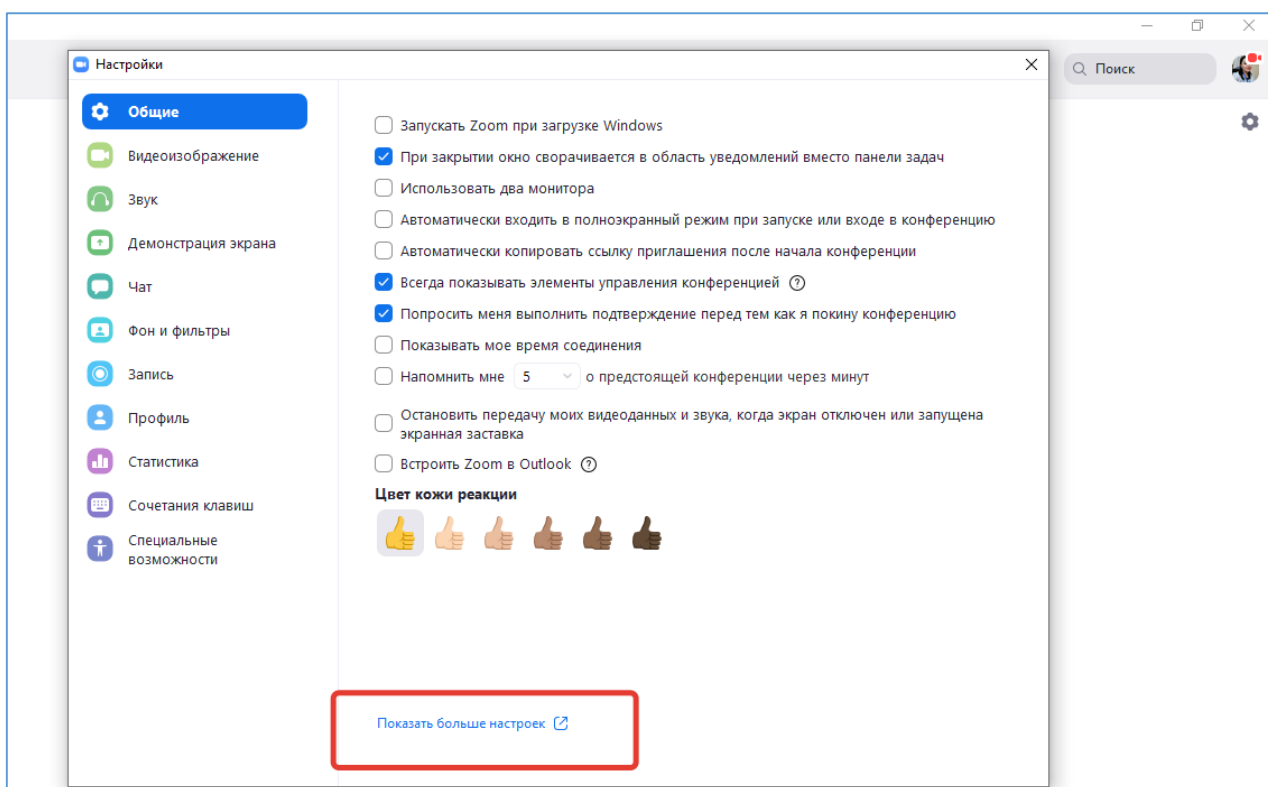 Настройки
Поиск
Общие
Видеоизображение
Звук
Демонстрация экрана
Чат
Фон и фильтры
Запись
Профиль
Статистика
Сочетания клавиш
Специальные
возможности
Запускать Zoom при загрузке Windows
При закрытии окно сворачивается в область уведомлений вместо панели задач
Использовать два монитора
Автоматически входить в полноэкранный режим при запуске или входе в конференцию
Автоматически копировать ссылку приглашения после начала конференции
Всегда показывать элементы управления конференцией ?
Попросить меня выполнить подтверждение перед тем как я покину конференцию
Показывать мое время соединения
Напомнить мне 5 о предстоящей конференции через минут
Остановить передачу моих видеоданных и звука, когда экран отключен или запущена
экранная заставка
Встроить Zoom в Outlook ?
Цвет кожи реакции
Показать больше настроек